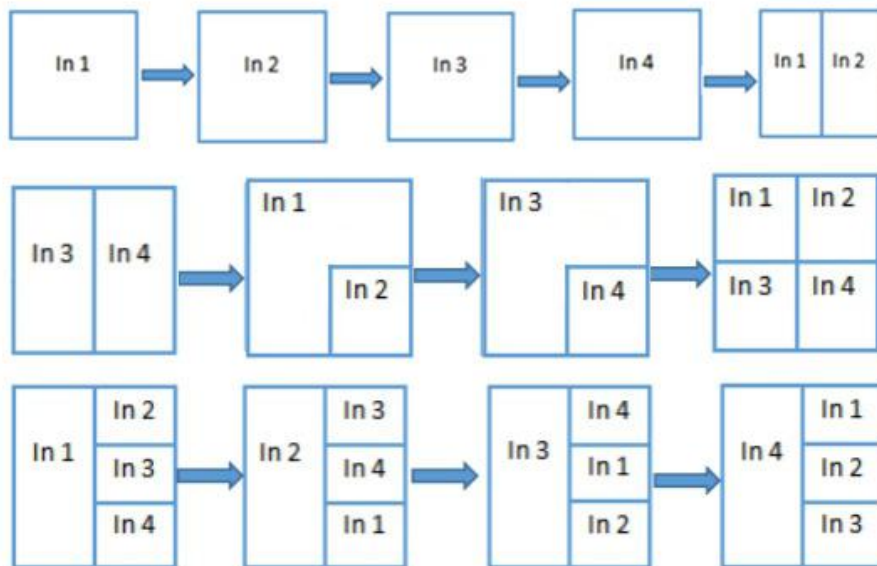 In 1 In 2 In 3 In 4 In 1 In 2
In 3 In 4 In 1 In 2 In 3 In 4 In 1 In 2
In 3 In 4
In 1 In 2 In 2 In 3 In 3 In 4 In 4 In 1
In 3 In 4 In 1 In 2
In 4 In 1 In 2 In 3